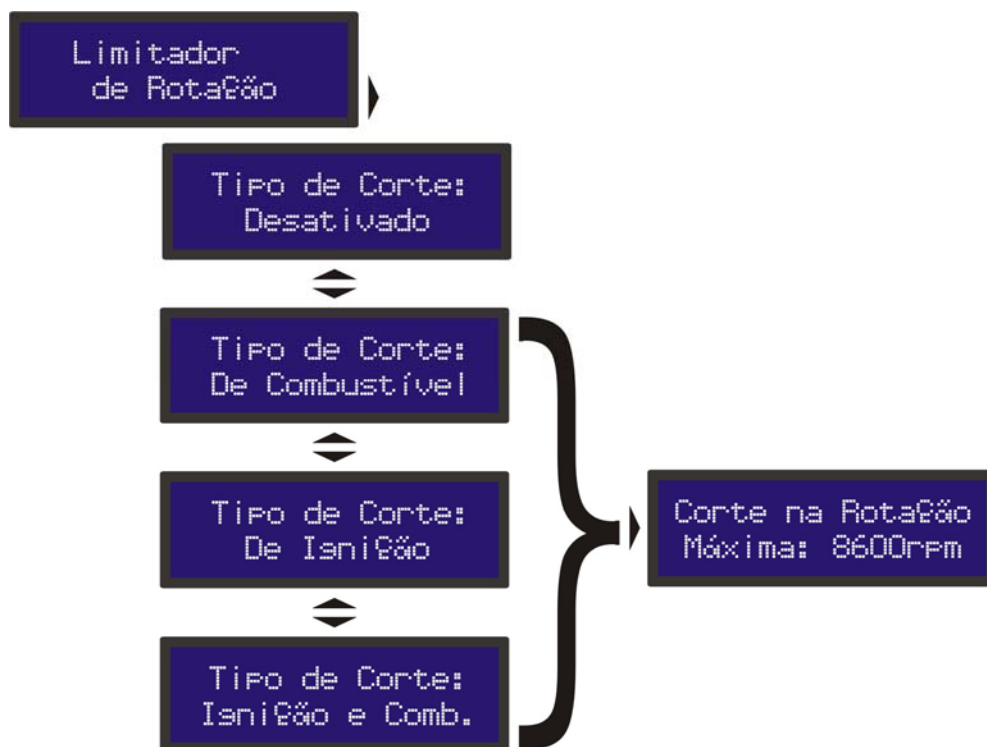 Limitador
de Rotação
Tipo de Corte:
Desativado
Tipo de Corte:
De Combustível
Tipo de Corte:
De Ignição
Corte na Rotação
Máxima: 8600rpm
Tipo de Corte:
Ignição e Comb.